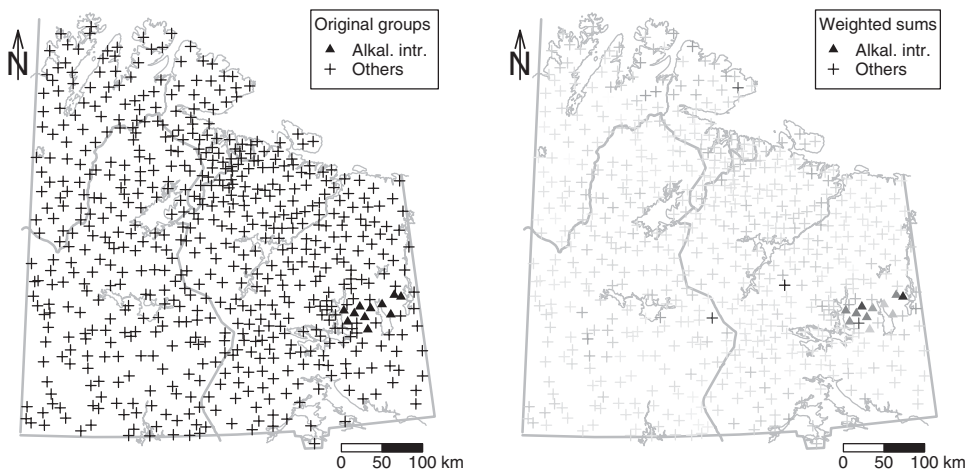 Original groups
Alkal. intr.
Others
N
0 50 100 km
Weighted sums
Alkal. intr.
Others
N
0 50 100 km